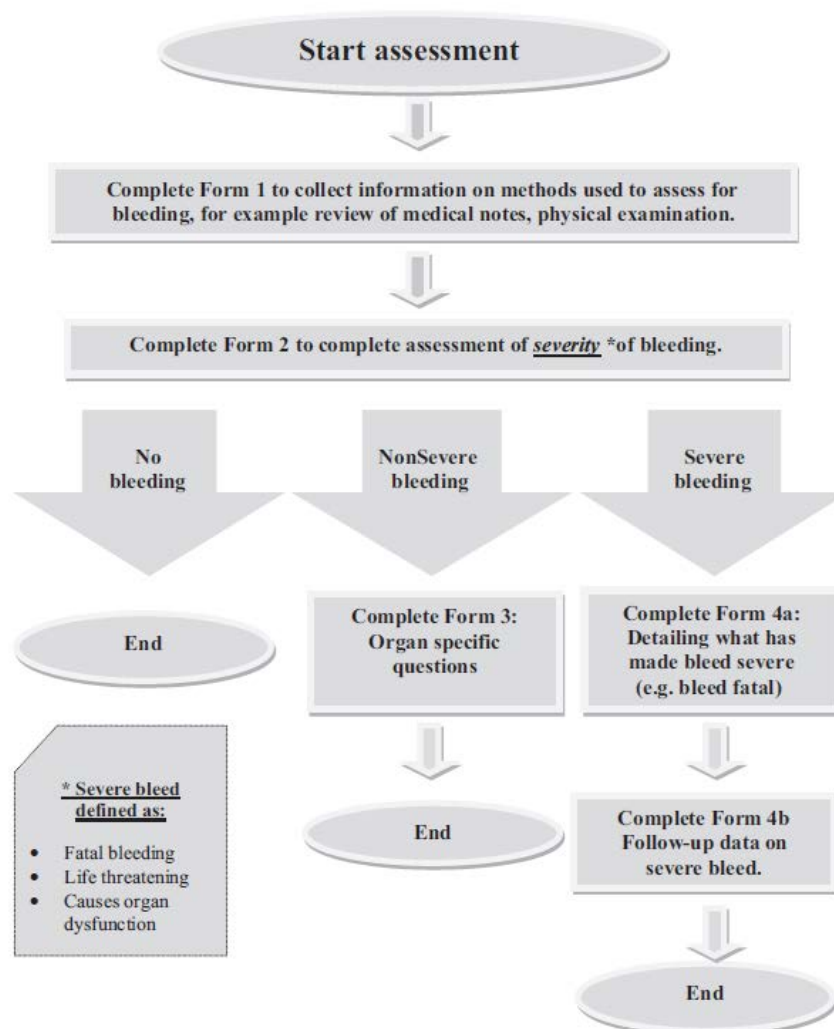 Start assessment
Complete Form 1 to collect information on methods used to assess for
bleeding, for example review of medical notes, physical examination.
Complete Form 2 to complete assessment of severity *of bleeding.
No
bleeding
NonSevere
bleeding
Severe
bleeding
End
Complete Form 3:
Organ specific
questions
Complete Form 4a:
Detailing what has
made bleed severe
(e.g. bleed fatal)
* Severe bleed
defined as:
• Fatal bleeding
• Life threatening
• Causes organ
dysfunction
End
Complete Form 4b
Follow-up data on
severe bleed.
End